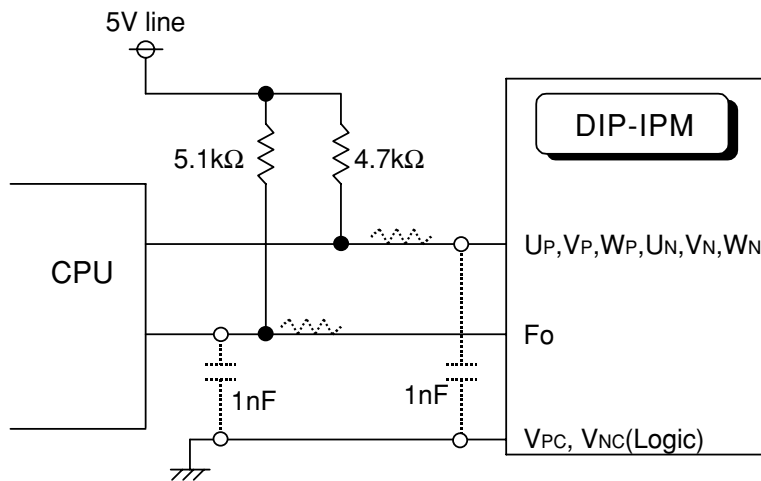 5V line
DIP-IPM
5.1kΩ
4.7kΩ
CPU
UP,VP,WP,UN,VN,WN
Fo
1nF
1nF
VPC, VNC(Logic)